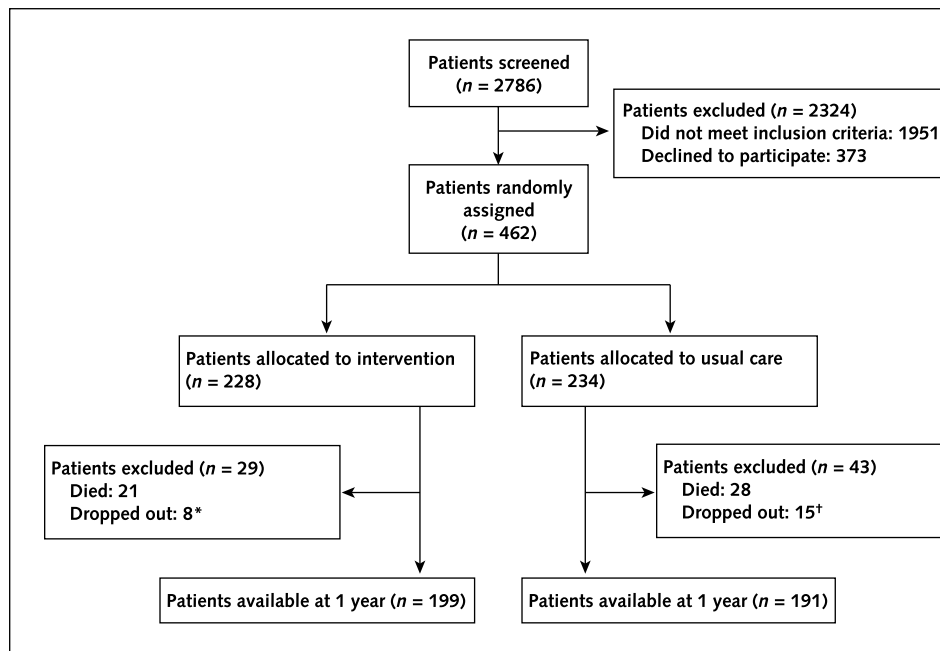 Patients screened
(n = 2786)
Patients excluded (n = 2324)
Did not meet inclusion criteria: 1951
Declined to participate: 373
Patients randomly
assigned
(n = 462)
Patients allocated to intervention
(n = 228)
Patients allocated to usual care
(n = 234)
Patients excluded (n = 29)
Died: 21
Dropped out: 8*
Patients excluded (n = 43)
Died: 28
Dropped out: 15†
Patients available at 1 year (n = 199)
Patients available at 1 year (n = 191)